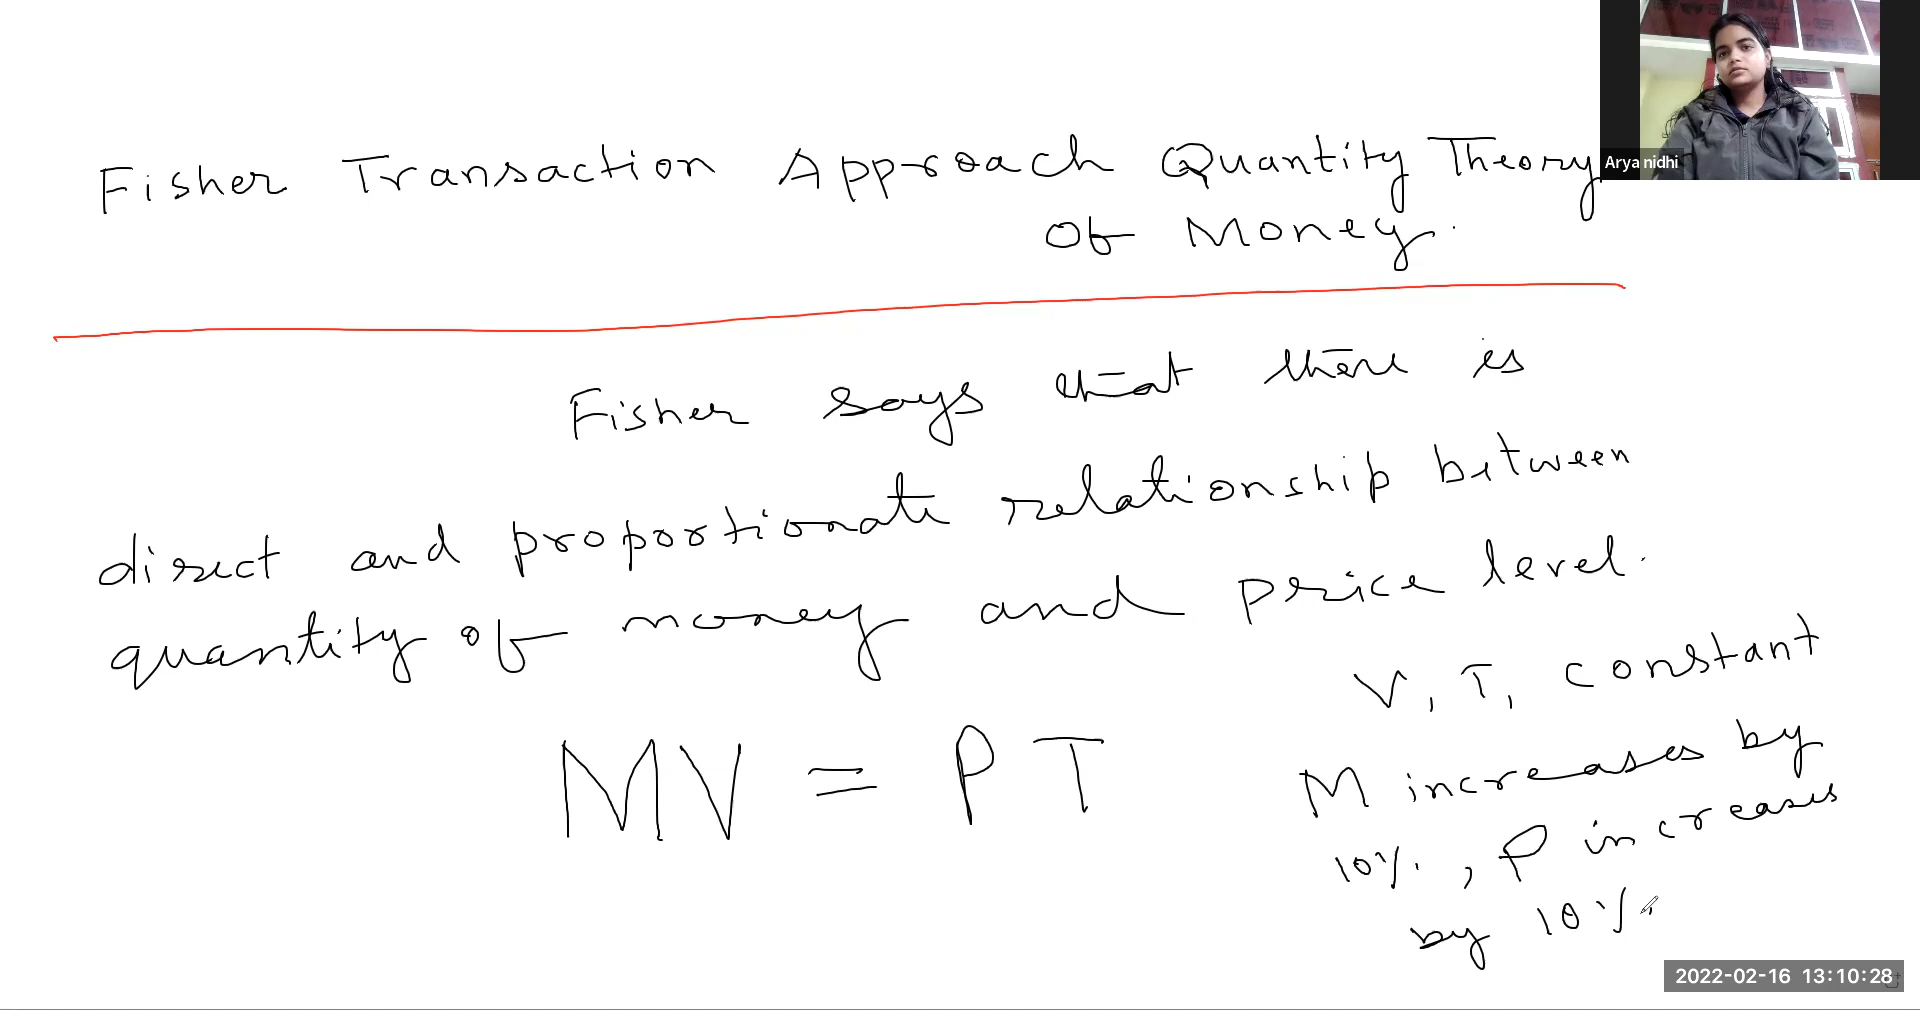 Fisher Transaction Approach Quantity Theory
of Money.
Arya nidhi
Fisher says that there is
direct and proportionate relationship between
quantity of money and price level.
V, T, constant
MV = PT
M increases by
10%, P increases
by 10%
2022-02-16 13:10:28